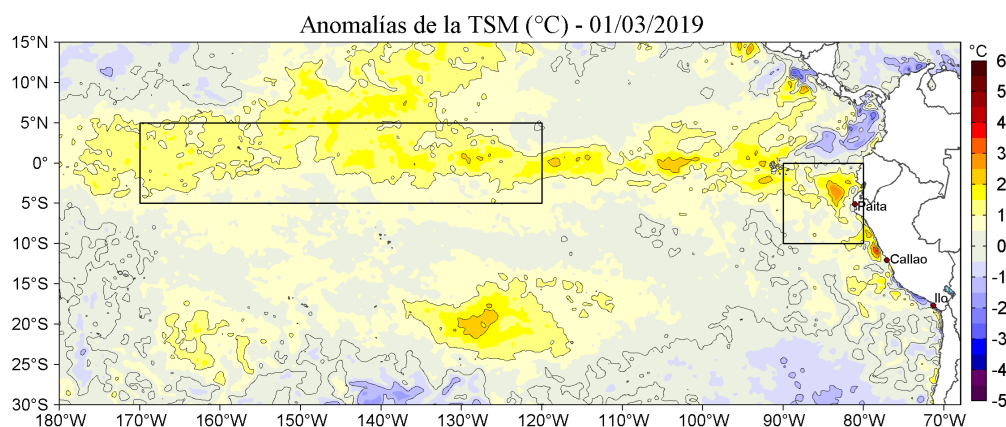 Anomalías de la TSM (°C) - 01/03/2019
15°N
10°N
5°N
0°
5°S
10°S
15°S
20°S
25°S
30°S
180°W
170°W
160°W
150°W
140°W
130°W
120°W
110°W
100°W
90°W
80°W
70°W
Paita
Callao
Ilo
°C
6
5
4
3
2
1
0
-1
-2
-3
-4
-5